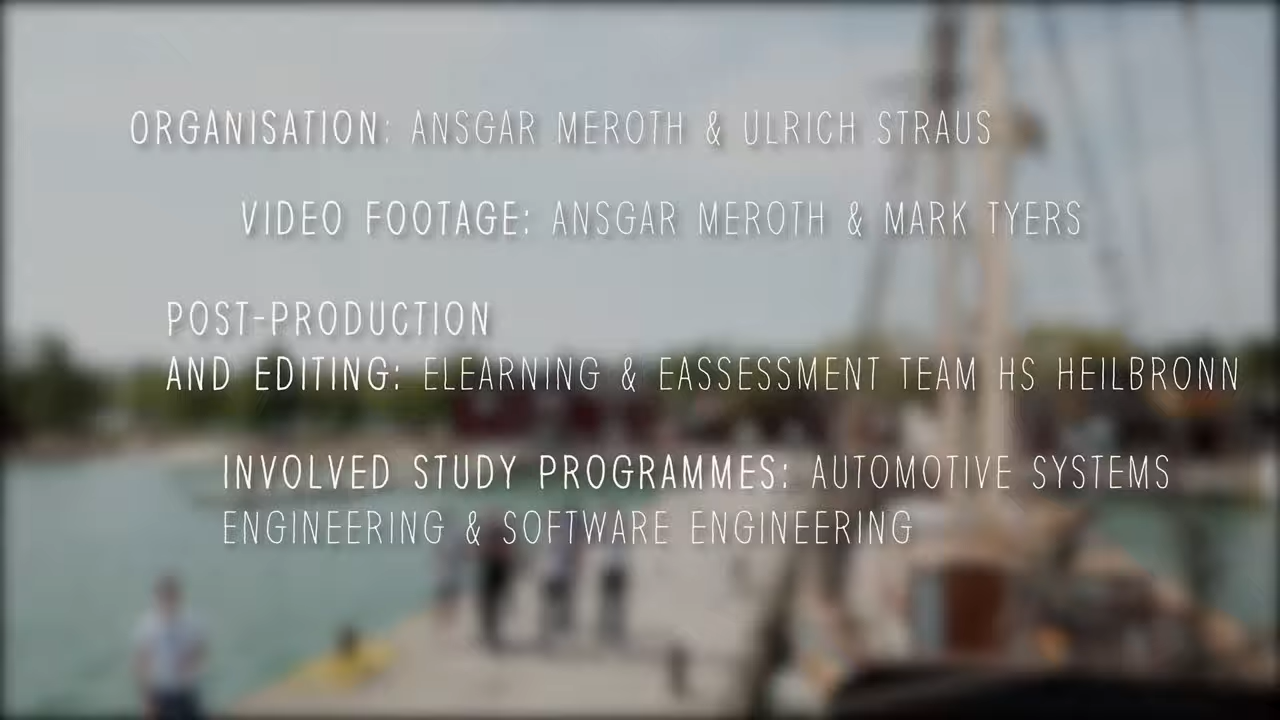 ORGANISATION: ANSGAR MEROTH & ULRICH STRAUS
VIDEO FOOTAGE: ANSGAR MEROTH & MARK TYERS
POST-PRODUCTION
AND EDITING: ELEARNING & EASSESSMENT TEAM HS HEILBRONN
INVOLVED STUDY PROGRAMMES: AUTOMOTIVE SYSTEMS
ENGINEERING & SOFTWARE ENGINEERING